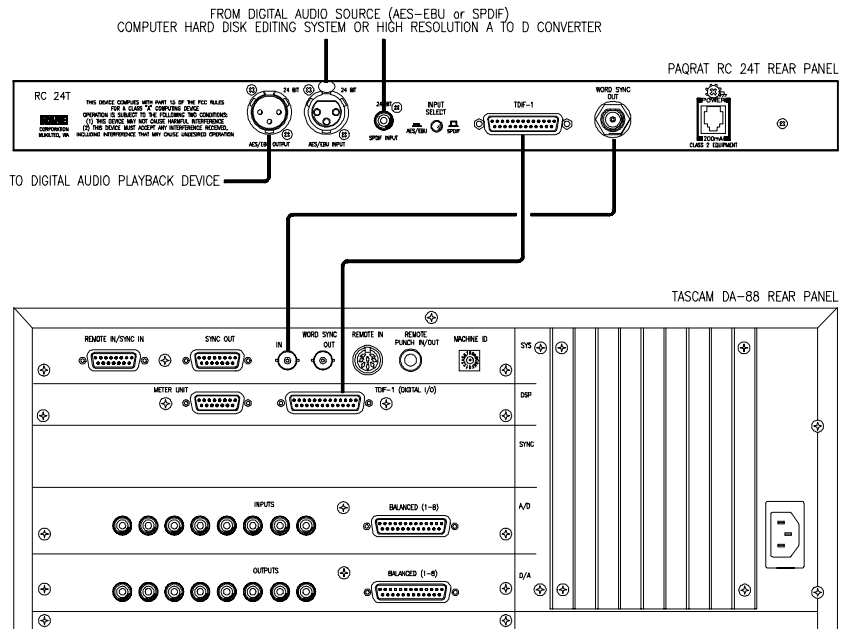 FROM DIGITAL AUDIO SOURCE (AES-EBU or SPDIF)
COMPUTER HARD DISK EDITING SYSTEM OR HIGH RESOLUTION A TO D CONVERTER
PAQRAT RC 24T REAR PANEL
RC 24T
CORPORATION
MUKILTEO, WA
THIS DEVICE COMPLIES WITH PART 15 OF THE FCC RULES
FOR A CLASS "A" COMPUTING DEVICE
OPERATION IS SUBJECT TO THE FOLLOWING TWO CONDITIONS:
(1) THIS DEVICE MAY NOT CAUSE HARMFUL INTERFERENCE
(2) THIS DEVICE MUST ACCEPT ANY INTERFERENCE RECEIVED,
INCLUDING INTERFERENCE THAT MAY CAUSE UNDESIRED OPERATION
24 BIT
AES/EBU OUTPUT
24 BIT
AES/EBU INPUT
24 BIT
SPDIF INPUT
INPUT
SELECT
AES/EBU
SPDIF
TDIF-1
WORD SYNC
OUT
POWER
200mA
CLASS 2 EQUIPMENT
TO DIGITAL AUDIO PLAYBACK DEVICE
TASCAM DA-88 REAR PANEL
REMOTE IN/SYNC IN
SYNC OUT
WORD SYNC
IN
OUT
REMOTE IN
REMOTE
PUNCH IN/OUT
MACHINE ID
SYS
METER UNIT
TDIF-1 (DIGITAL I/O)
DSP
SYNC
INPUTS
BALANCED (1-8)
A/D
OUTPUTS
BALANCED (1-8)
D/A